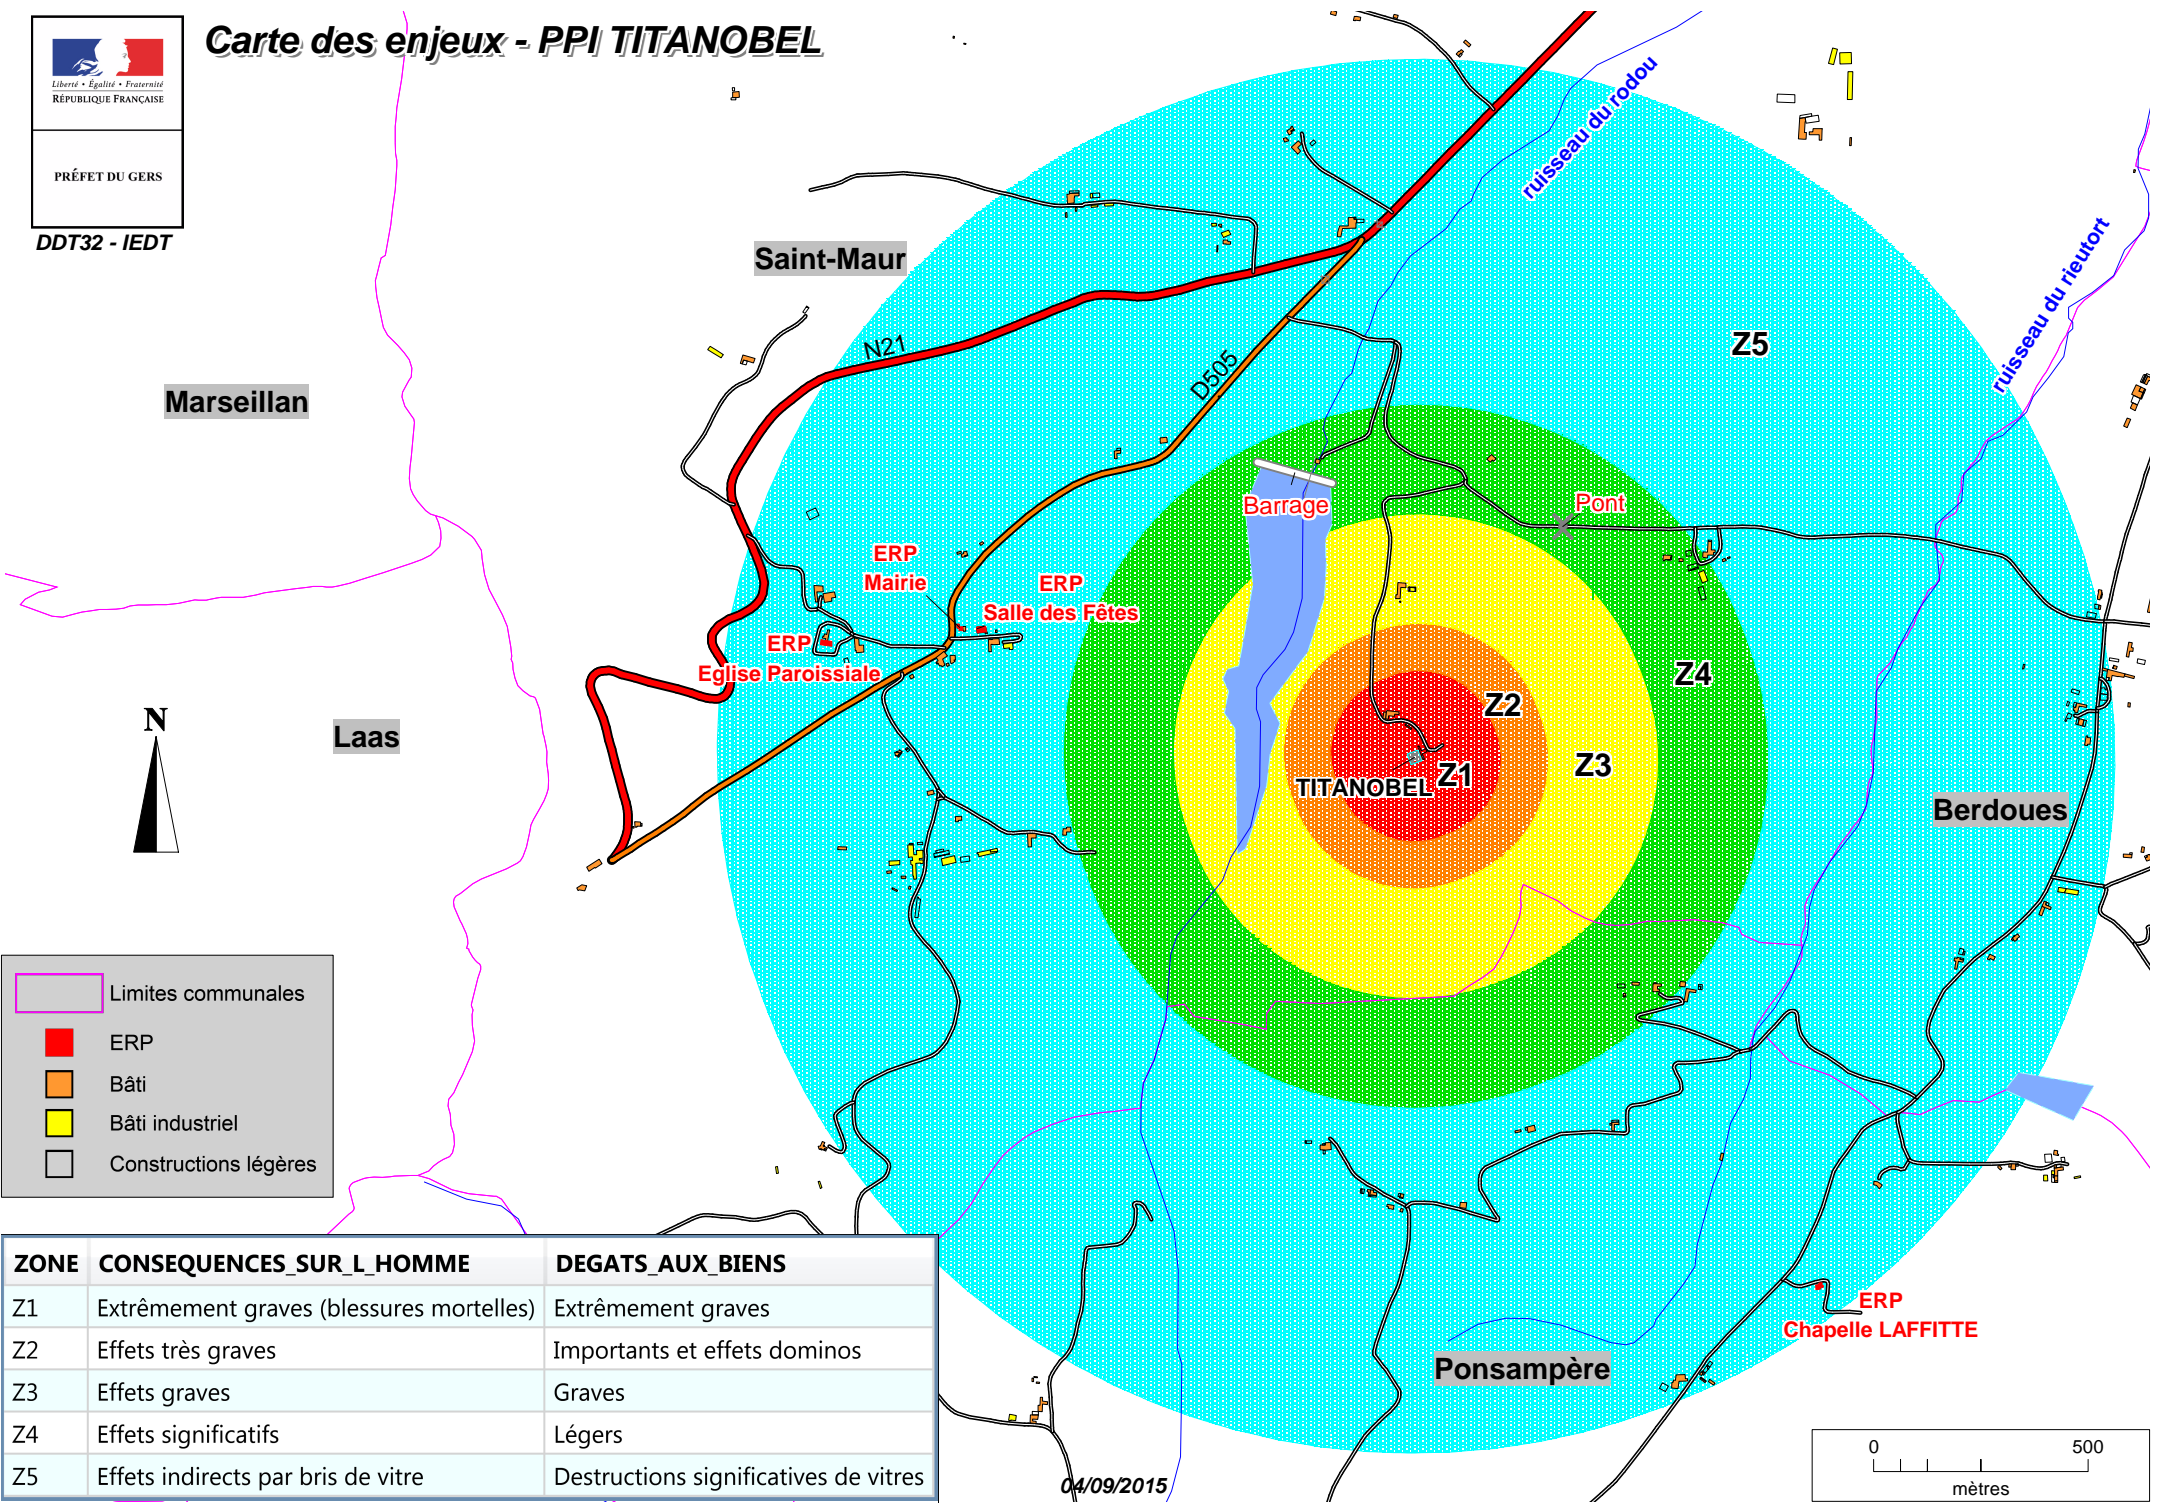 Carte des enjeux - PPI TITANOBEL
Liberté • Égalité • Fraternité
RÉPUBLIQUE FRANÇAISE
PRÉFET DU GERS
DDT32 - IEDT
ruisseau du rodou
ruisseau du rieutort
Saint-Maur
N21
D505
Z5
Marseillan
Barrage
Pont
ERP
Mairie
ERP
Salle des Fêtes
ERP
Eglise Paroissiale
Z4
Z2
N
Laas
Z3
Z1
TITANOBEL
Berdoues
Limites communales
ERP
Bâti
Bâti industriel
Constructions légères
ZONE CONSEQUENCES_SUR_L_HOMME DEGATS_AUX_BIENS
Z1 Extrêmement graves (blessures mortelles) Extrêmement graves
Z2 Effets très graves Importants et effets dominos
Z3 Effets graves Graves
Z4 Effets significatifs Légers
Z5 Effets indirects par bris de vitre Destructions significatives de vitres
ERP
Chapelle LAFFITTE
Ponsampère
04/09/2015
0 500
mètres